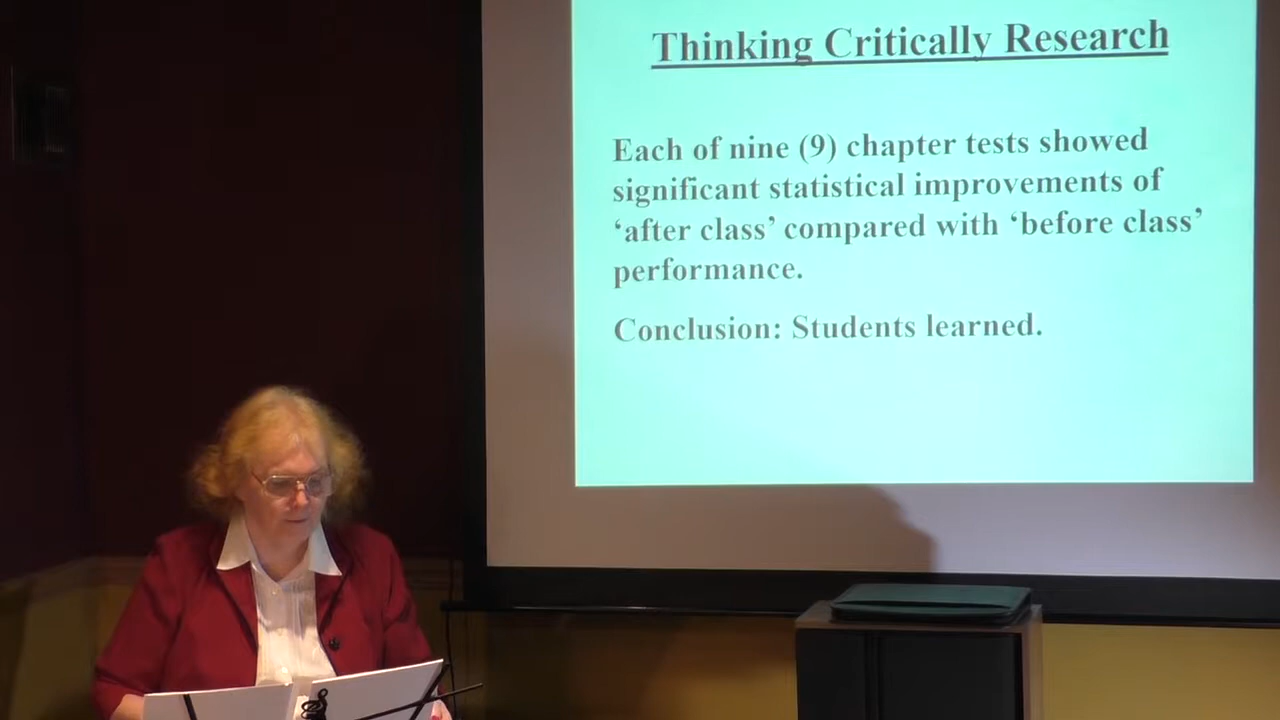 Thinking Critically Research
Each of nine (9) chapter tests showed
significant statistical improvements of
‘after class’ compared with ‘before class’
performance.
Conclusion: Students learned.